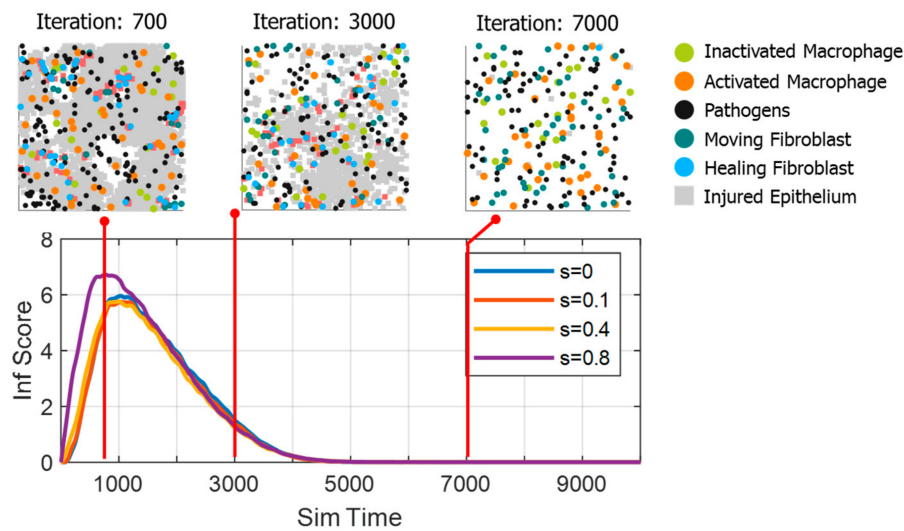 Iteration: 700
Iteration: 3000
Iteration: 7000
Inactivated Macrophage
Activated Macrophage
Pathogens
Moving Fibroblast
Healing Fibroblast
Injured Epithelium
8
6
4
2
0
Inf Score
s=0
s=0.1
s=0.4
s=0.8
1000
3000
5000
7000
9000
Sim Time